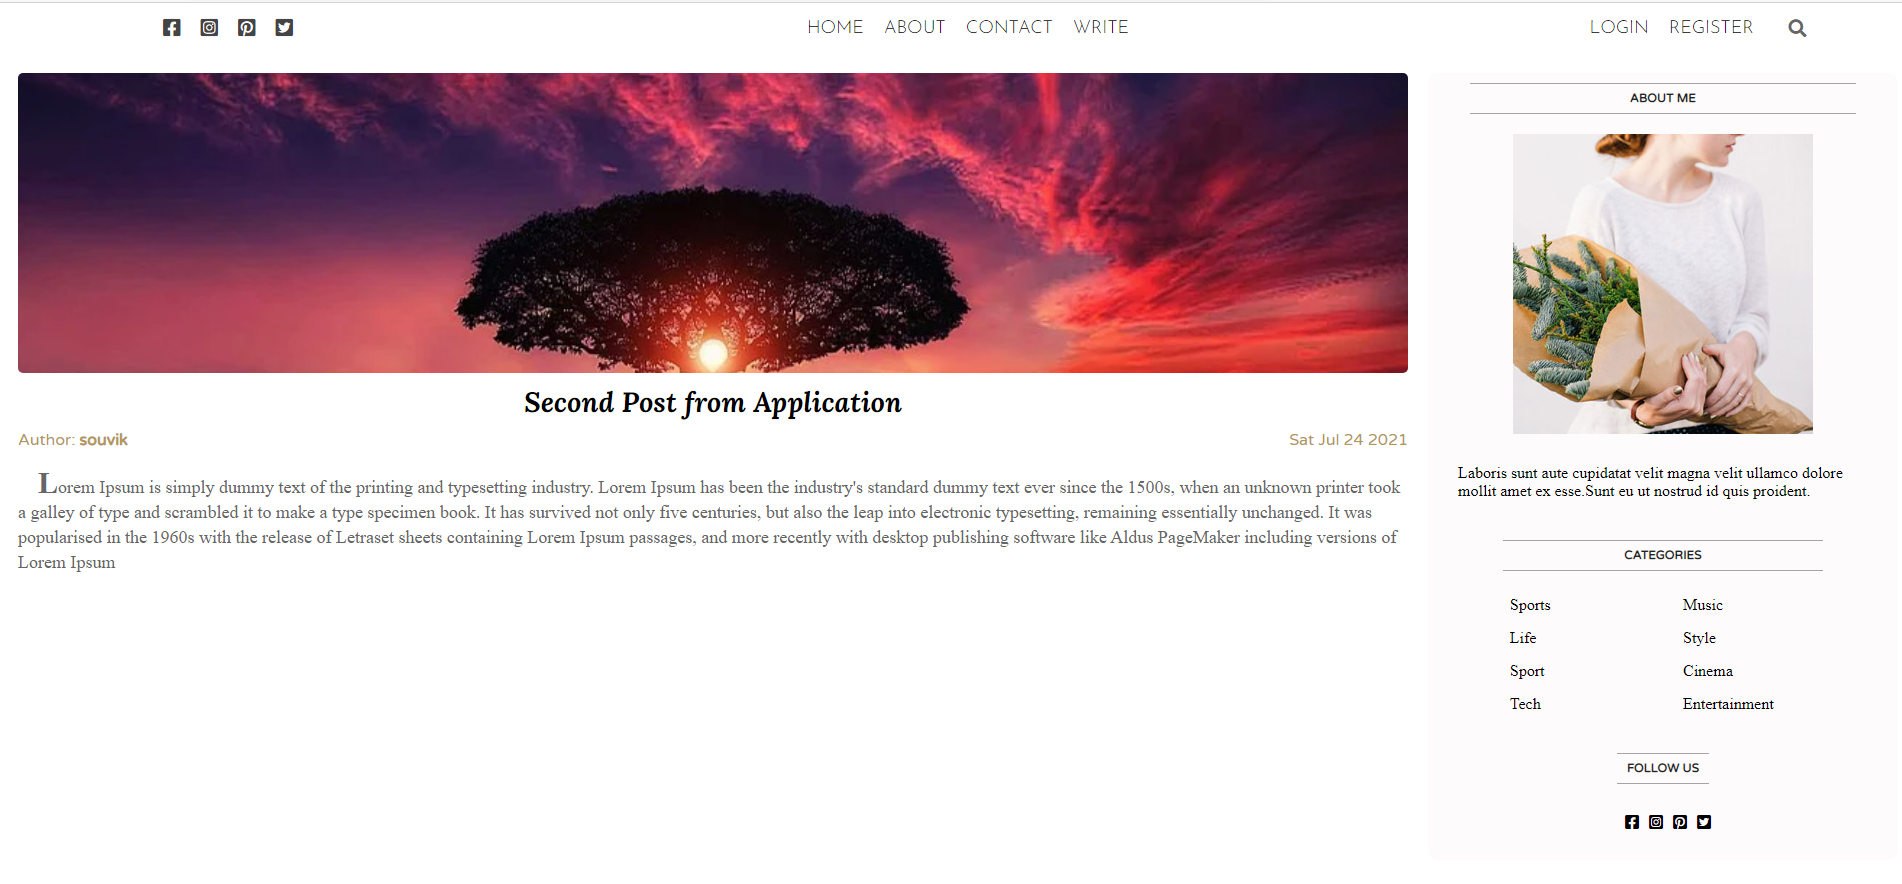 HOME ABOUT CONTACT WRITE
LOGIN REGISTER
Second Post from Application
Author: souvik
Sat Jul 24 2021
Lorem Ipsum is simply dummy text of the printing and typesetting industry. Lorem Ipsum has been the industry's standard dummy text ever since the 1500s, when an unknown printer took
a galley of type and scrambled it to make a type specimen book. It has survived not only five centuries, but also the leap into electronic typesetting, remaining essentially unchanged. It was
popularised in the 1960s with the release of Letraset sheets containing Lorem Ipsum passages, and more recently with desktop publishing software like Aldus PageMaker including versions of
Lorem Ipsum
ABOUT ME
Laboris sunt aute cupidatat velit magna velit ullamco dolore
mollit amet ex esse.Sunt eu ut nostrud id quis proident.
CATEGORIES
Sports Music
Life Style
Sport Cinema
Tech Entertainment
FOLLOW US